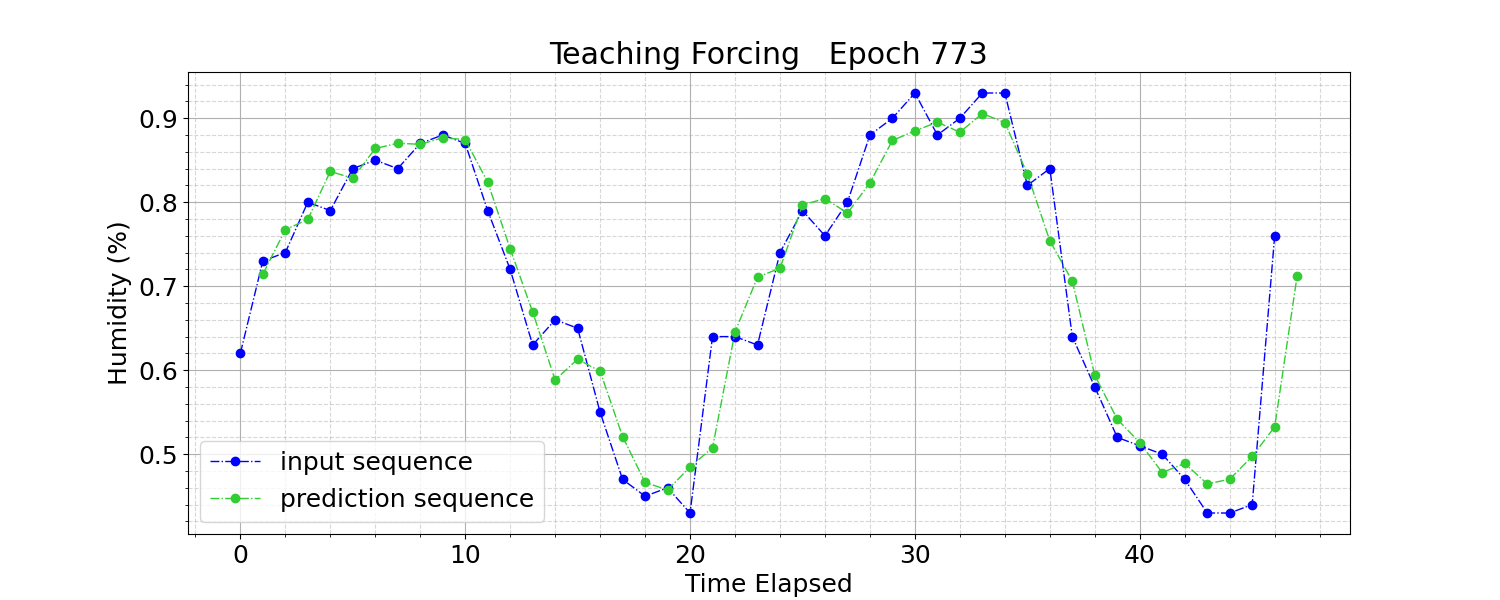 Teaching Forcing   Epoch 773
Humidity (%)
0.9
0.8
0.7
0.6
0.5
input sequence
prediction sequence
0 10 20 30 40
Time Elapsed